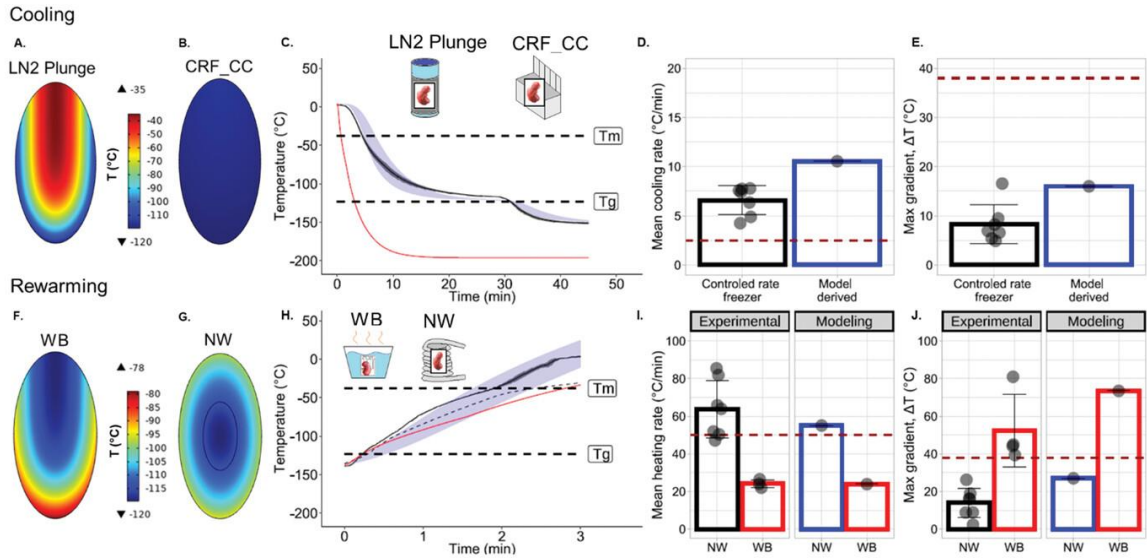 Cooling
A.
LN2 Plunge
B.
CRF_CC
▲ -35
T (°C)
-40
-50
-60
-70
-80
-90
-100
-110
▼ -120
C.
LN2 Plunge
CRF_CC
Temperature (°C)
50
0
-50
-100
-150
-200
Tm
Tg
0
10
20
30
40
Time (min)
D.
Mean cooling rate (°C/min)
20
15
10
5
0
Controled rate
freezer
Model
derived
E.
Max gradient, ΔT (°C)
40
30
20
10
0
Controled rate
freezer
Model
derived
Rewarming
F.
WB
G.
NW
▲ -78
T (°C)
-80
-85
-90
-95
-100
-105
-110
-115
▼ -120
H.
WB
NW
Temperature (°C)
50
0
-50
-100
-150
-200
Tm
Tg
0
1
2
3
Time (min)
I.
Experimental
Modeling
Mean heating rate (°C/min)
100
80
60
40
20
0
NW
WB
NW
WB
J.
Experimental
Modeling
Max gradient, ΔT (°C)
100
80
60
40
20
0
NW
WB
NW
WB